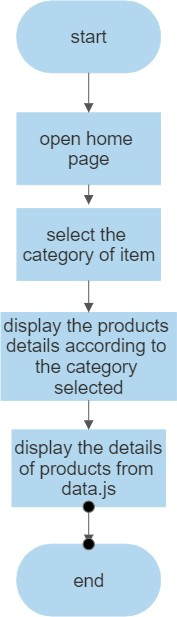 start
open home
page
select the
category of item
display the products
details according to
the category
selected
display the details
of products from
data.js
end